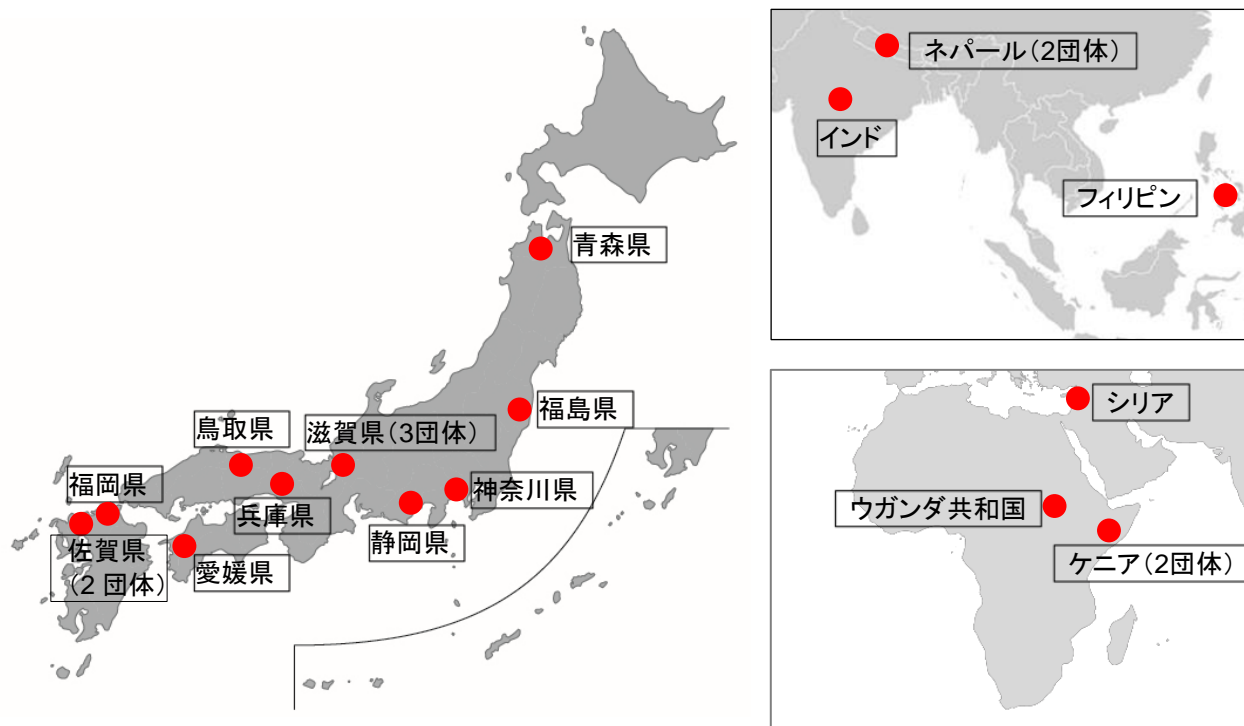 青森県
福島県
鳥取県
滋賀県(3団体)
福岡県
神奈川県
兵庫県
静岡県
佐賀県
(2 団体)
愛媛県
ネパール(2団体)
インド
フィリピン
シリア
ウガンダ共和国
ケニア(2団体)